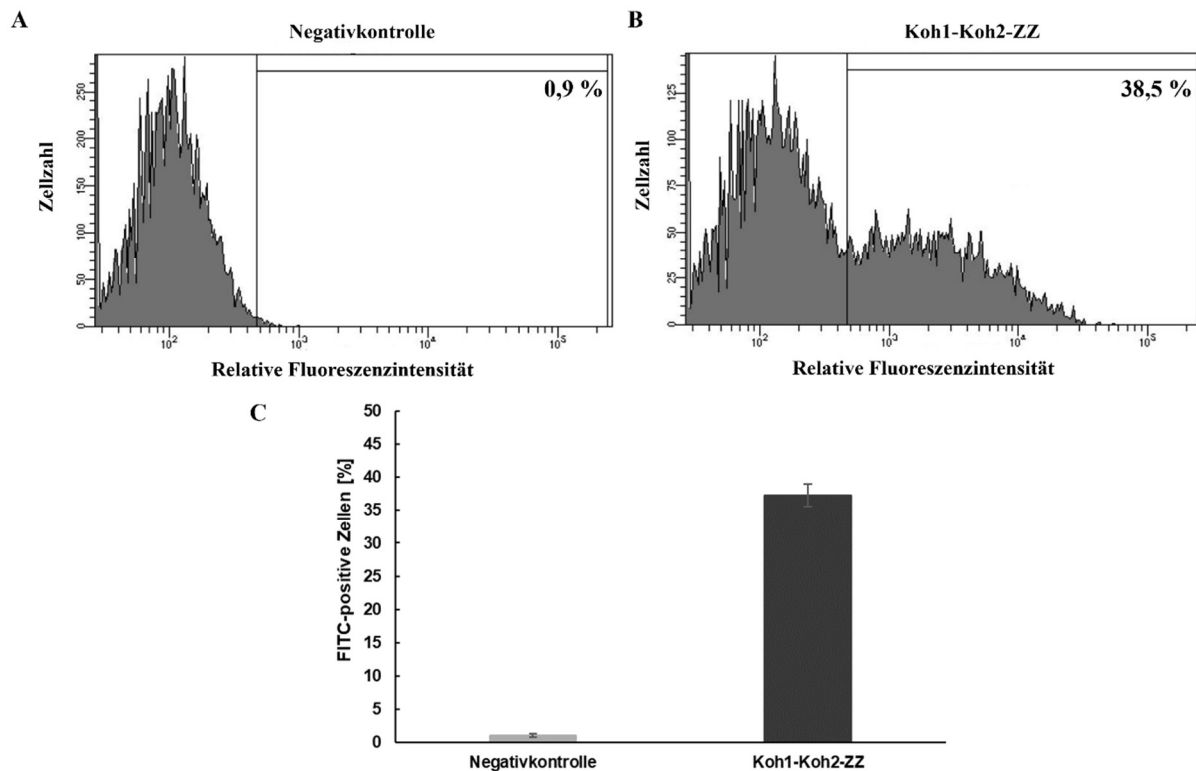 A
Negativkontrolle
0,9 %
Zellzahl
0 50 100 150 200 250
10² 10³ 10⁴ 10⁵
Relative Fluoreszenzintensität
B
Koh1-Koh2-ZZ
38,5 %
Zellzahl
0 25 50 75 100 125
10² 10³ 10⁴ 10⁵
Relative Fluoreszenzintensität
C
FITC-positive Zellen [%]
50
45
40
35
30
25
20
15
10
5
0
Negativkontrolle
Koh1-Koh2-ZZ